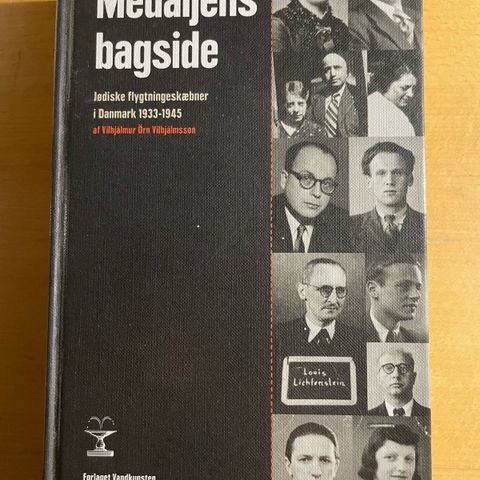 Medaljens
bagside
Jødiske flygtningeskæbner
i Danmark 1933-1945
af Vilhjálmur Örn Vilhjálmsson
Louis
Lichtenstein
Forlaget Vandkunsten